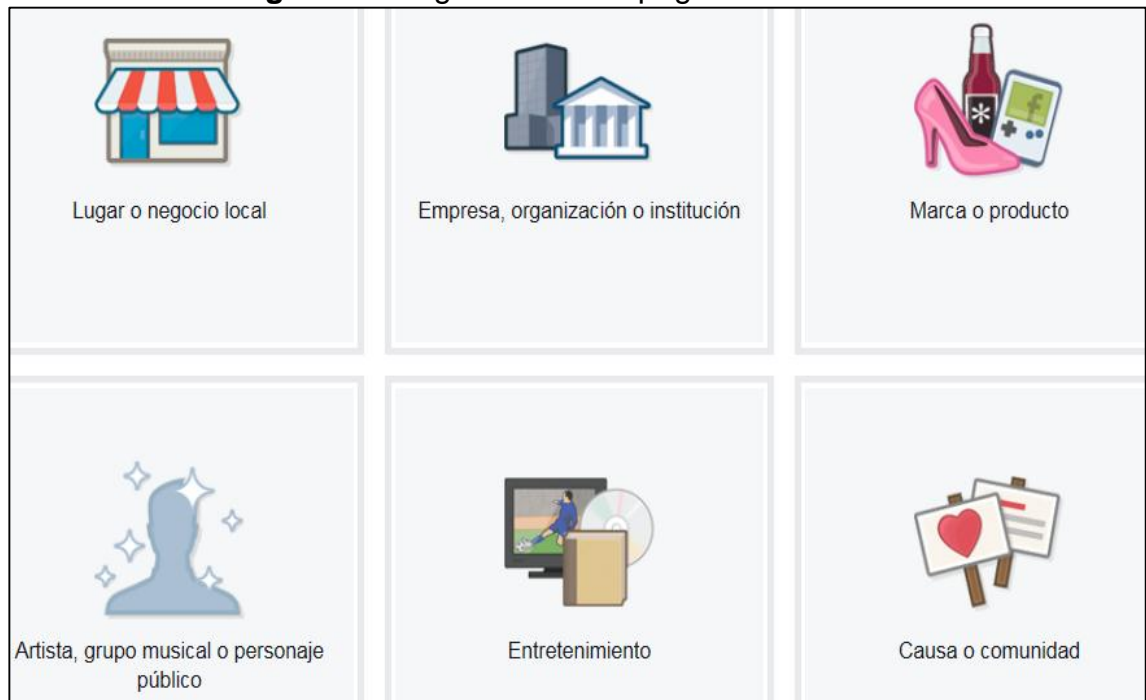 Lugar o negocio local
Empresa, organización o institución
Marca o producto
Artista, grupo musical o personaje
público
Entretenimiento
Causa o comunidad